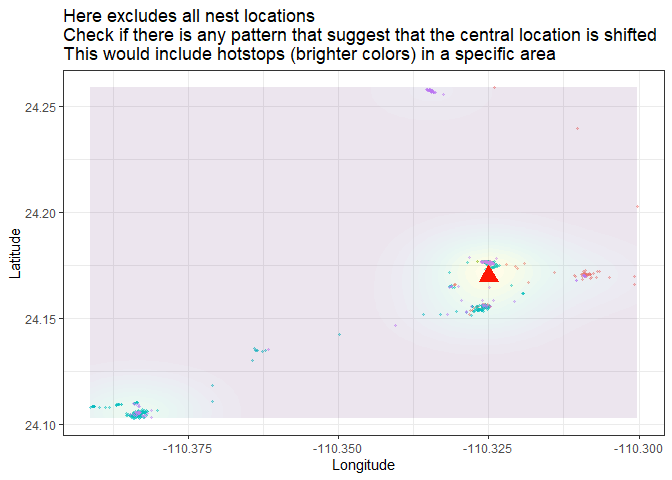 Here excludes all nest locations
Check if there is any pattern that suggest that the central location is shifted
This would include hotstops (brighter colors) in a specific area
24.25
24.20
24.15
24.10
Latitude
-110.375
-110.350
-110.325
-110.300
Longitude